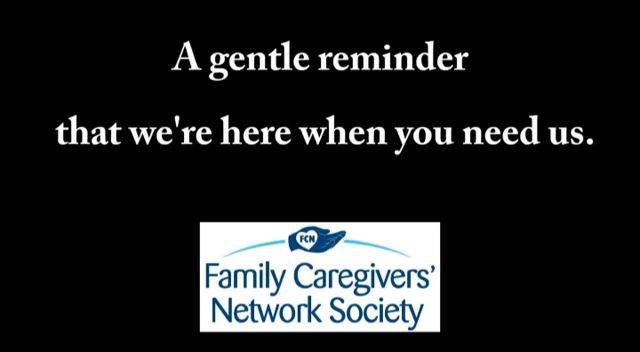 A gentle reminder
that we're here when you need us.
FCN
Family Caregivers'
Network Society